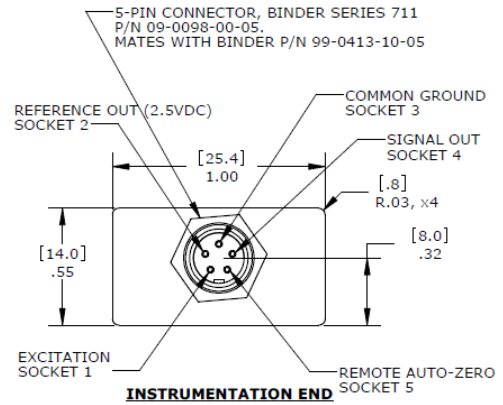 5-PIN CONNECTOR, BINDER SERIES 711
P/N 09-0098-00-05.
MATES WITH BINDER P/N 99-0413-10-05
REFERENCE OUT (2.5VDC)
SOCKET 2
COMMON GROUND
SOCKET 3
SIGNAL OUT
SOCKET 4
[25.4]
1.00
[.8]
R.03, x4
[14.0]
.55
[8.0]
.32
EXCITATION
SOCKET 1
REMOTE AUTO-ZERO
SOCKET 5
INSTRUMENTATION END